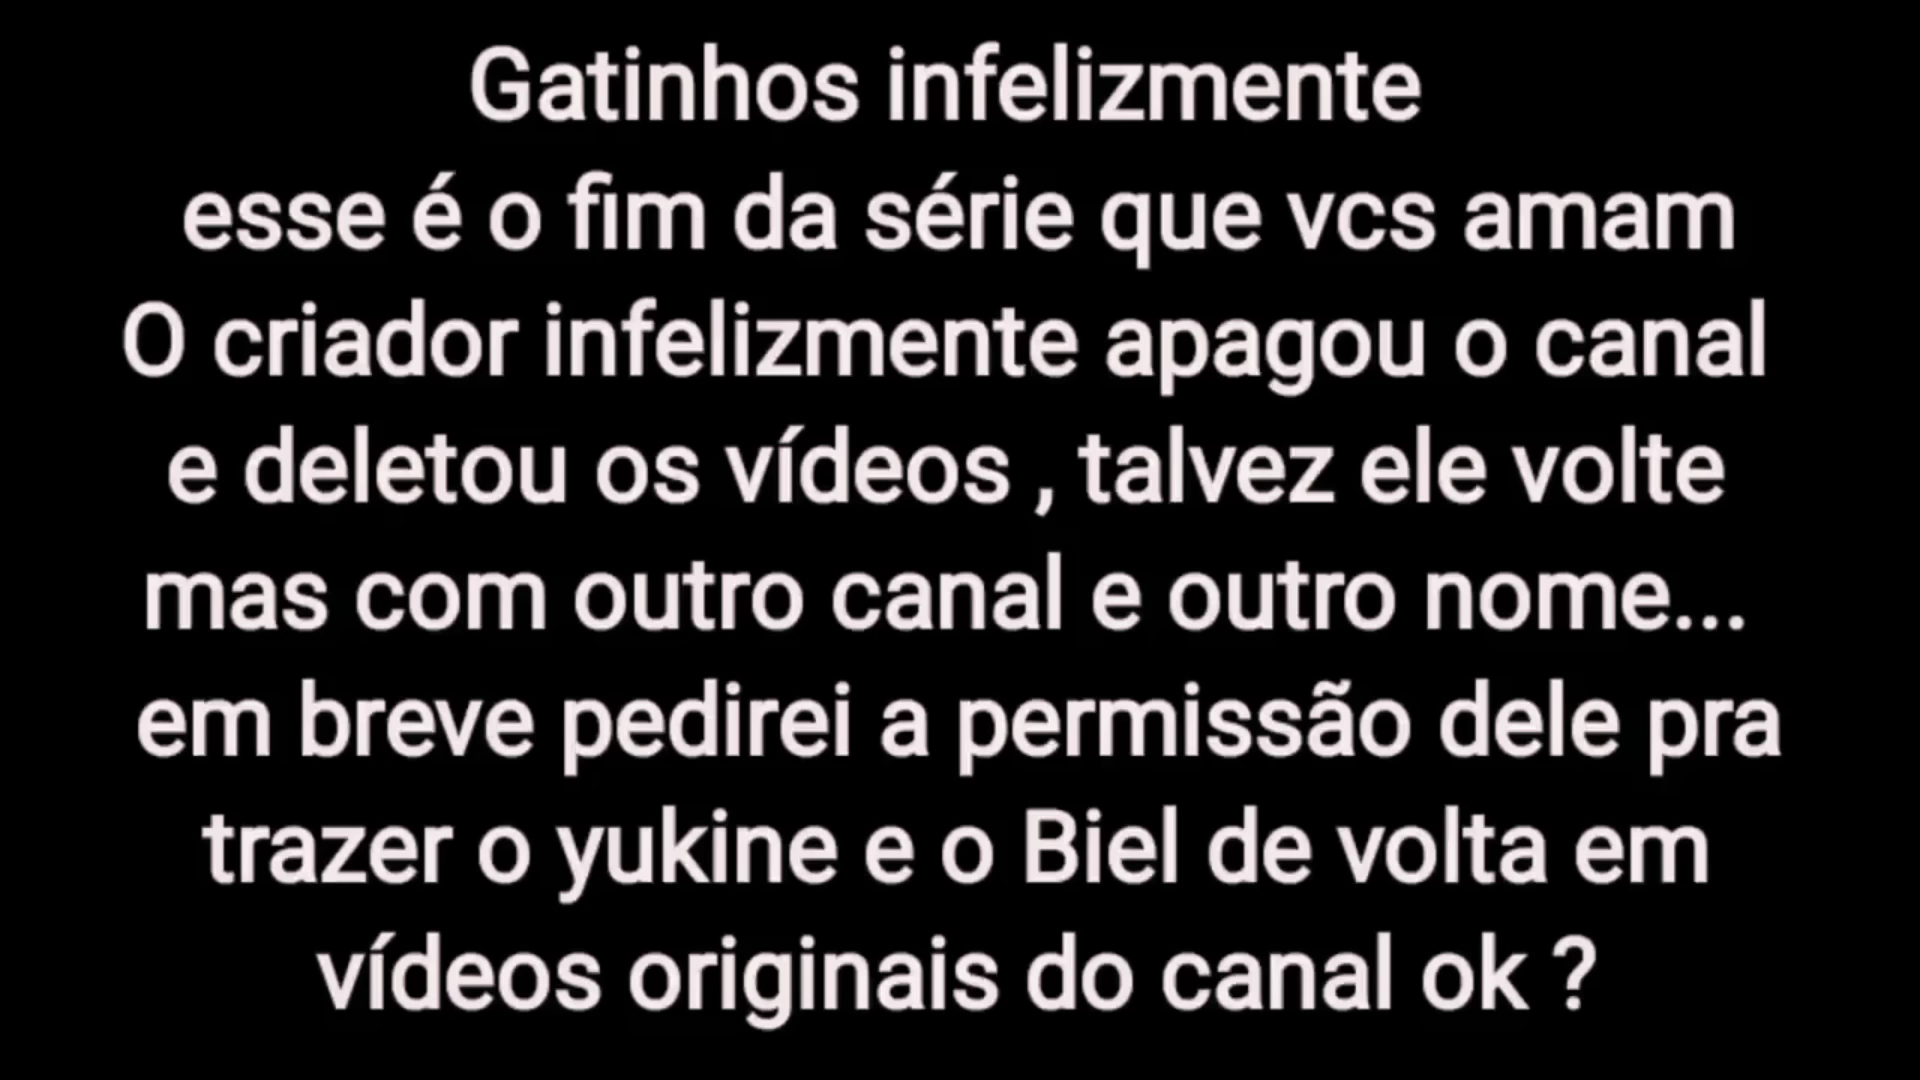 Gatinhos infelizmente
esse é o fim da série que vcs amam
O criador infelizmente apagou o canal
e deletou os vídeos , talvez ele volte
mas com outro canal e outro nome...
em breve pedirei a permissão dele pra
trazer o yukine e o Biel de volta em
vídeos originais do canal ok ?